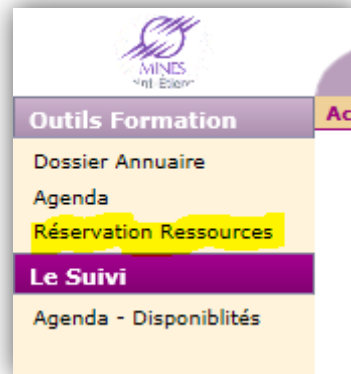 MINES
Outils Formation
Ac
Dossier Annuaire
Agenda
Réservation Ressources
Le Suivi
Agenda - Disponiblités